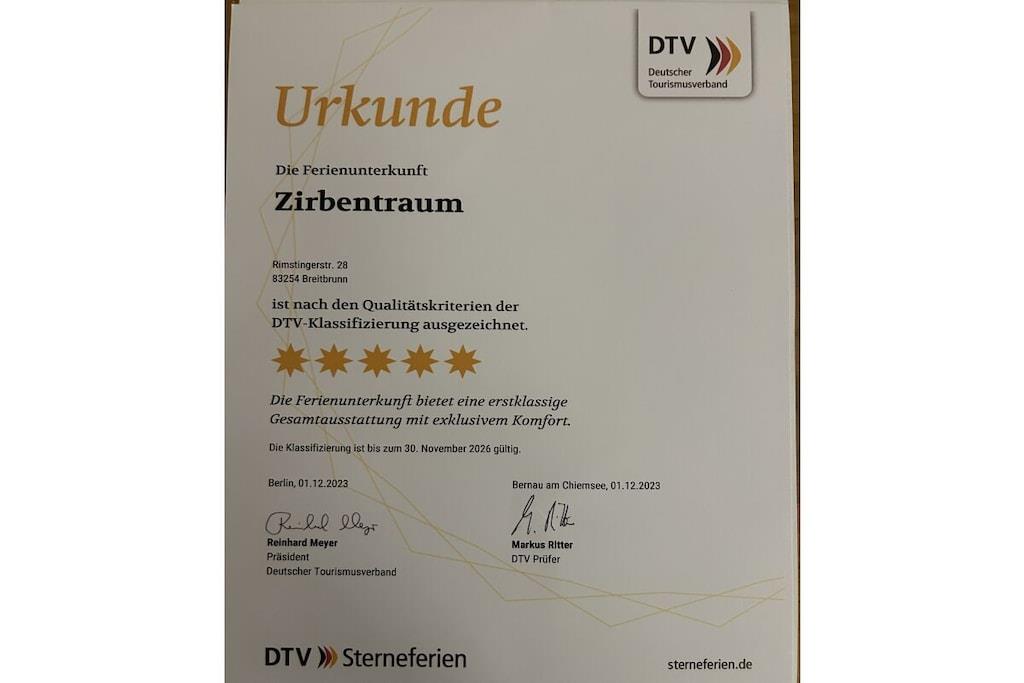 DTV
Deutscher
Tourismusverband
Urkunde
Die Ferienunterkunft
Zirbentraum
Rimstingerstr. 28
83254 Breitbrunn
ist nach den Qualitätskriterien der
DTV-Klassifizierung ausgezeichnet.
Die Ferienunterkunft bietet eine erstklassige
Gesamtausstattung mit exklusivem Komfort.
Die Klassifizierung ist bis zum 30. November 2026 gültig.
Berlin, 01.12.2023
Reinhard Meyer
Reinhard Meyer
Präsident
Deutscher Tourismusverband
Bernau am Chiemsee, 01.12.2023
M. Ritter
Markus Ritter
DTV Prüfer
DTV Sterneferien
sterneferien.de